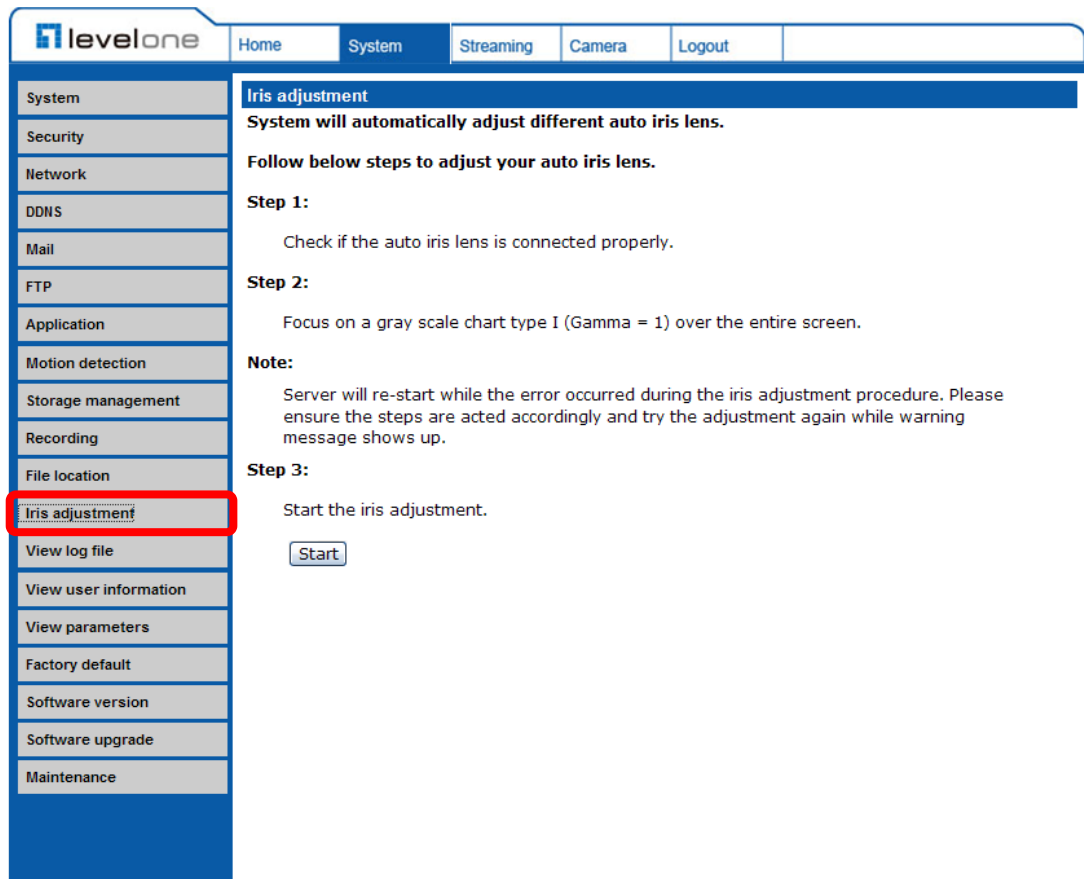 levelone
Home
System
Streaming
Camera
Logout
System
Security
Network
DDNS
Mail
FTP
Application
Motion detection
Storage management
Recording
File location
Iris adjustment
View log file
View user information
View parameters
Factory default
Software version
Software upgrade
Maintenance
Iris adjustment
System will automatically adjust different auto iris lens.
Follow below steps to adjust your auto iris lens.
Step 1:
Check if the auto iris lens is connected properly.
Step 2:
Focus on a gray scale chart type I (Gamma = 1) over the entire screen.
Note:
Server will re-start while the error occurred during the iris adjustment procedure. Please
ensure the steps are acted accordingly and try the adjustment again while warning
message shows up.
Step 3:
Start the iris adjustment.
Start